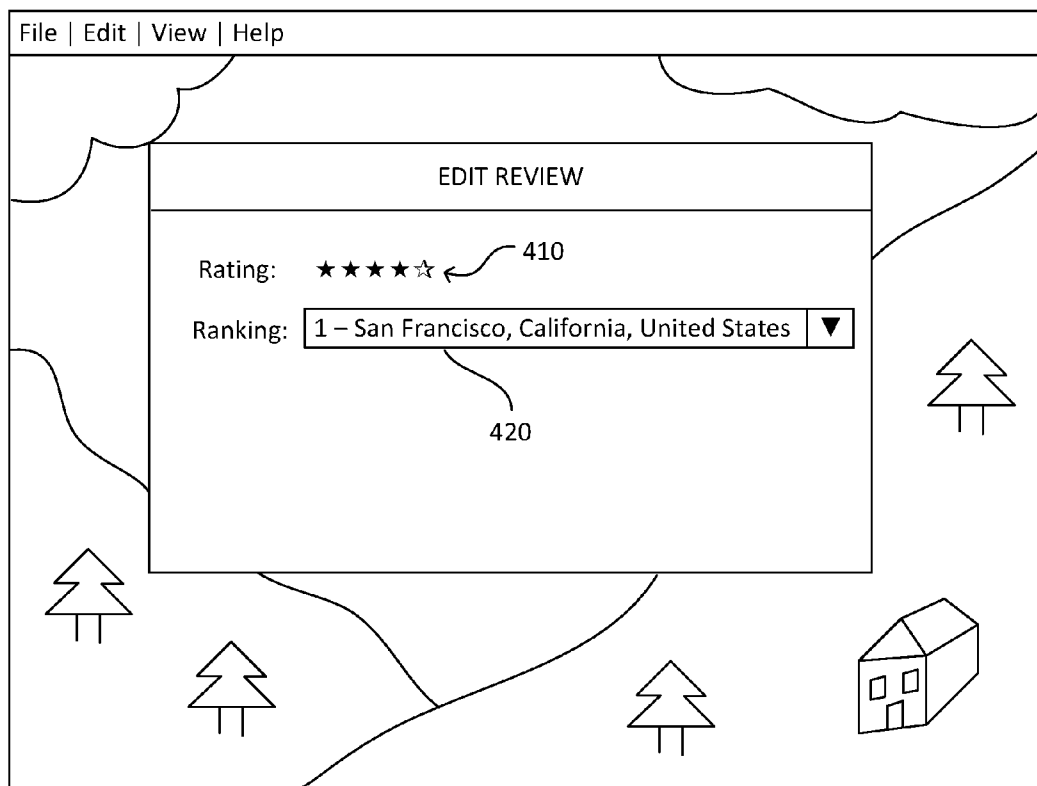 File | Edit | View | Help
EDIT REVIEW
Rating: ★★★★☆ 410
Ranking: 1 – San Francisco, California, United States ▼
420